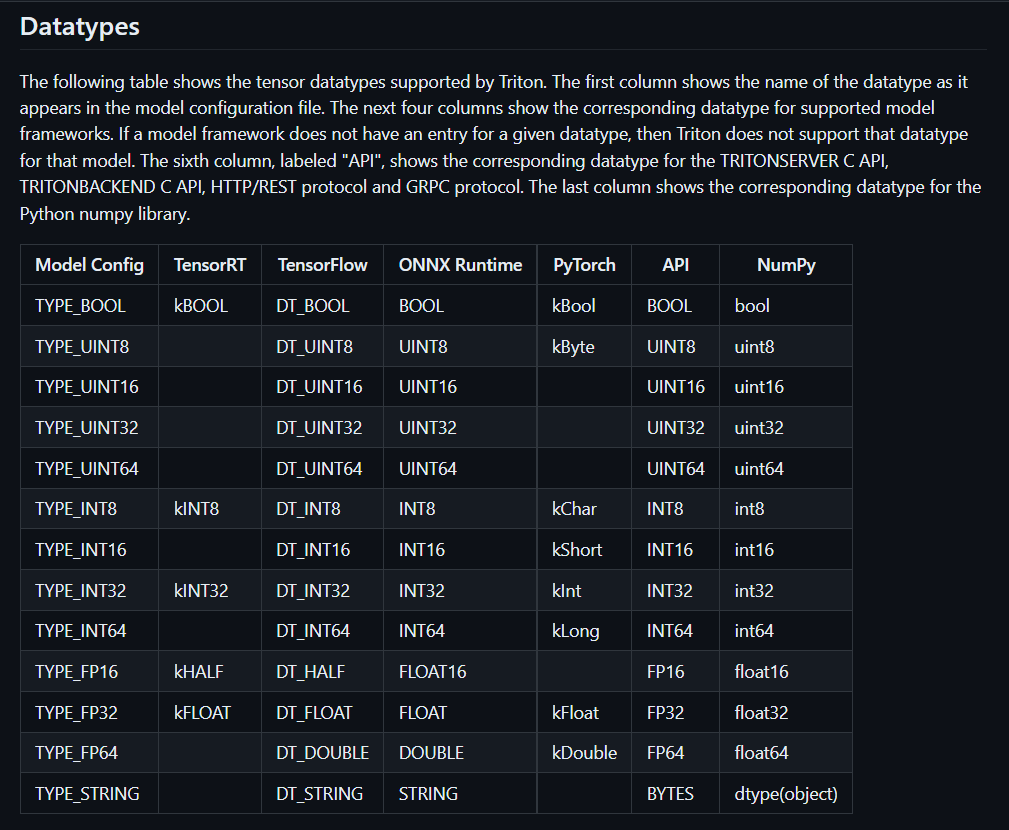 Datatypes
The following table shows the tensor datatypes supported by Triton. The first column shows the name of the datatype as it
appears in the model configuration file. The next four columns show the corresponding datatype for supported model
frameworks. If a model framework does not have an entry for a given datatype, then Triton does not support that datatype
for that model. The sixth column, labeled "API", shows the corresponding datatype for the TRITONSERVER C API,
TRITONBACKEND C API, HTTP/REST protocol and GRPC protocol. The last column shows the corresponding datatype for the
Python numpy library.
Model Config TensorRT TensorFlow ONNX Runtime PyTorch API NumPy
TYPE_BOOL kBOOL DT_BOOL BOOL kBool BOOL bool
TYPE_UINT8 DT_UINT8 UINT8 kByte UINT8 uint8
TYPE_UINT16 DT_UINT16 UINT16 UINT16 uint16
TYPE_UINT32 DT_UINT32 UINT32 UINT32 uint32
TYPE_UINT64 DT_UINT64 UINT64 UINT64 uint64
TYPE_INT8 kINT8 DT_INT8 INT8 kChar INT8 int8
TYPE_INT16 DT_INT16 INT16 kShort INT16 int16
TYPE_INT32 kINT32 DT_INT32 INT32 kInt INT32 int32
TYPE_INT64 DT_INT64 INT64 kLong INT64 int64
TYPE_FP16 kHALF DT_HALF FLOAT16 FP16 float16
TYPE_FP32 kFLOAT DT_FLOAT FLOAT kFloat FP32 float32
TYPE_FP64 DT_DOUBLE DOUBLE kDouble FP64 float64
TYPE_STRING DT_STRING STRING BYTES dtype(object)